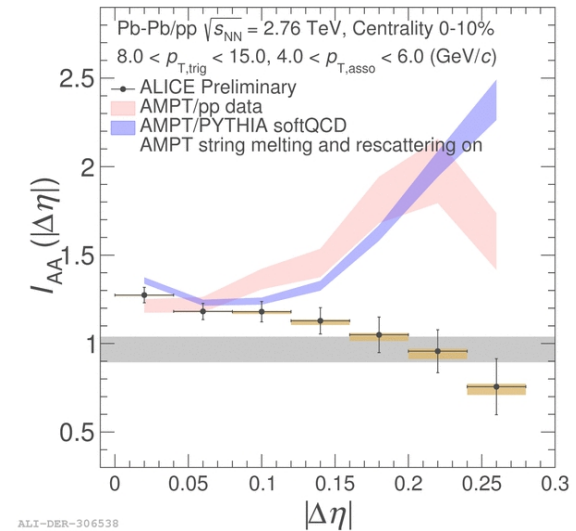 Pb-Pb/pp √sNN = 2.76 TeV, Centrality 0-10%
8.0 < pT,trig < 15.0, 4.0 < pT,asso < 6.0 (GeV/c)
ALICE Preliminary
AMPT/pp data
AMPT/PYTHIA softQCD
AMPT string melting and rescattering on
IAA(|Δη|)
2.5
2
1.5
1
0.5
0 0.05 0.1 0.15 0.2 0.25 0.3
|Δη|
ALI-DER-306538